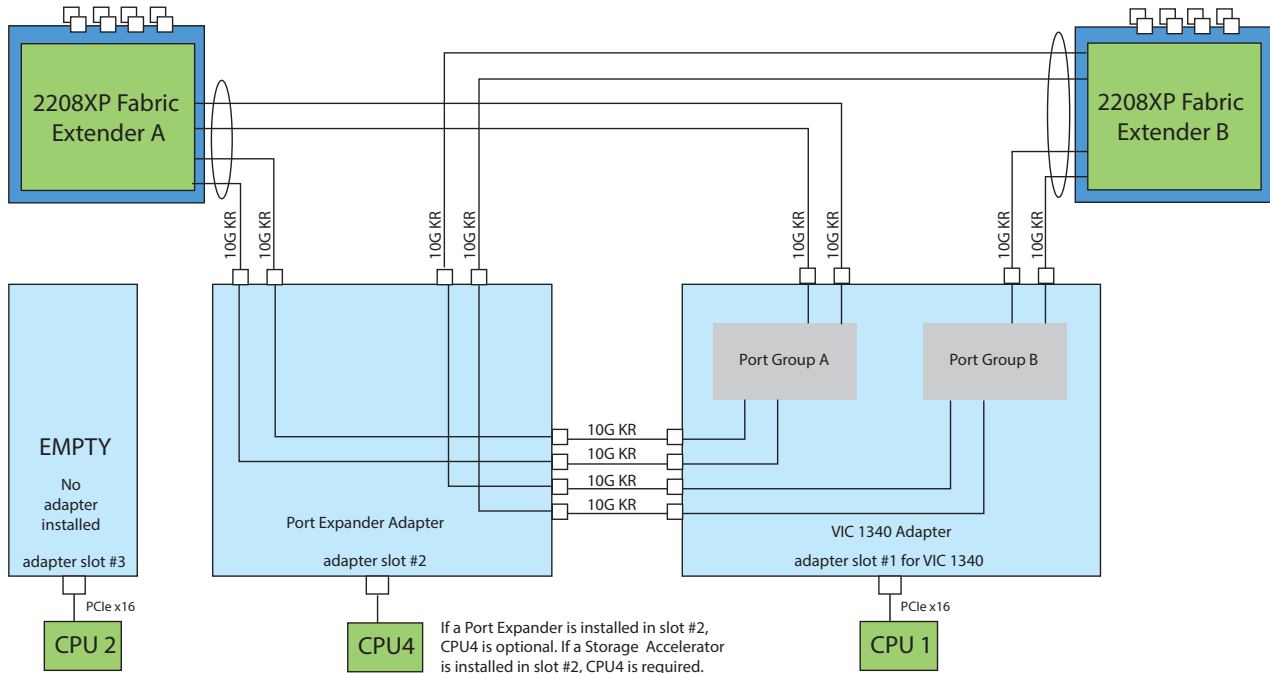 2208XP Fabric
Extender A
2208XP Fabric
Extender B
10G KR
10G KR
10G KR
10G KR
10G KR
10G KR
10G KR
10G KR
EMPTY
No
adapter
installed
adapter slot #3
Port Expander Adapter
adapter slot #2
10G KR
10G KR
10G KR
10G KR
Port Group A
Port Group B
VIC 1340 Adapter
adapter slot #1 for VIC 1340
PCIe x16
CPU 2
CPU4
If a Port Expander is installed in slot #2,
CPU4 is optional. If a Storage Accelerator
is installed in slot #2, CPU4 is required.
PCIe x16
CPU 1